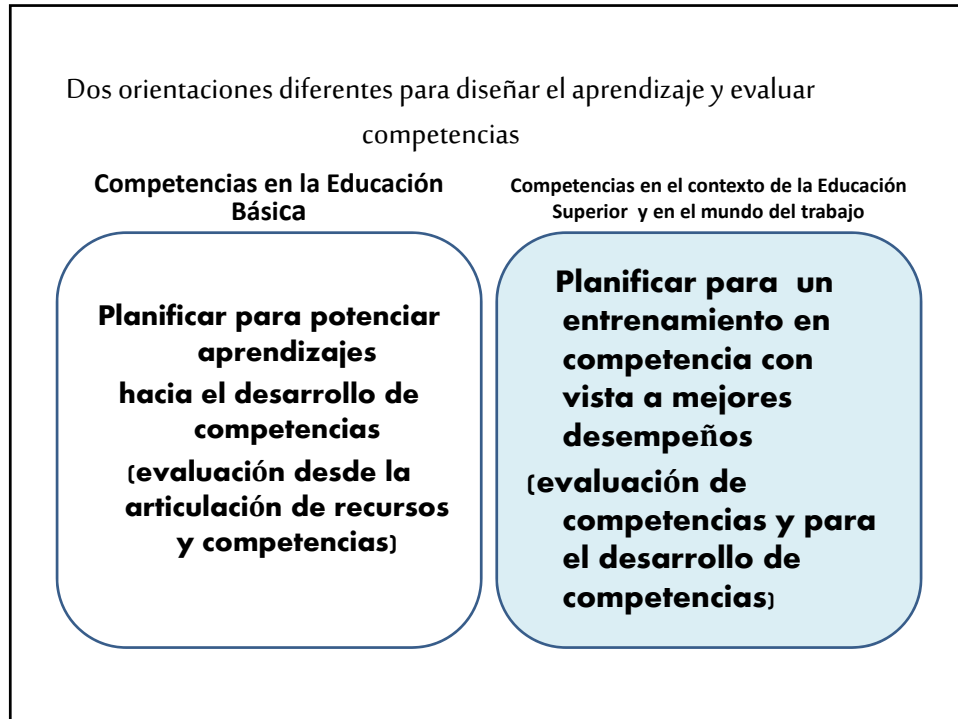 Dos orientaciones diferentes para diseñar el aprendizaje y evaluar
competencias
Competencias en la Educación
Básica
Planificar para potenciar
aprendizajes
hacia el desarrollo de
competencias
(evaluación desde la
articulación de recursos
y competencias)
Competencias en el contexto de la Educación
Superior y en el mundo del trabajo
Planificar para un
entrenamiento en
competencia con
vista a mejores
desempeños
(evaluación de
competencias y para
el desarrollo de
competencias)